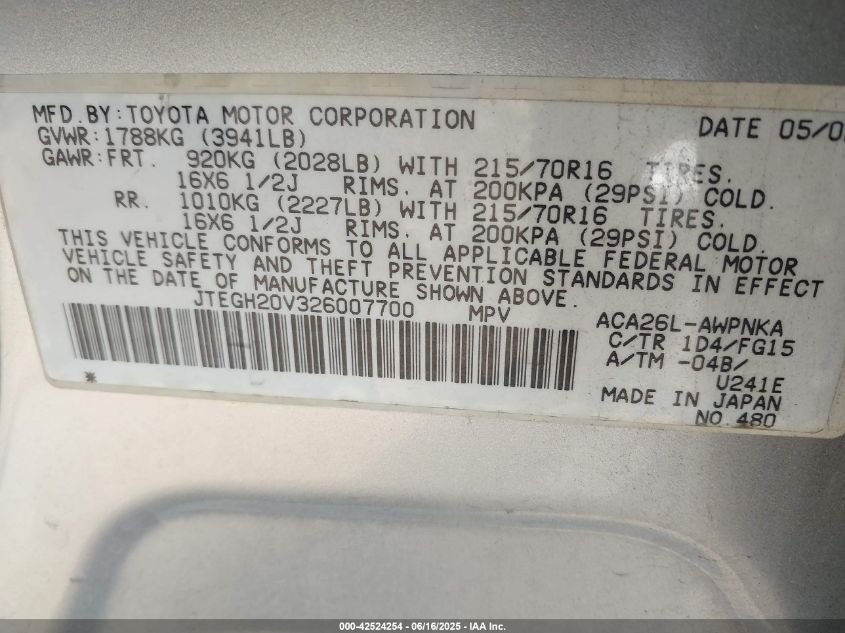 MFD.BY:TOYOTA MOTOR CORPORATION DATE 05/0
GVWR:1788KG (3941LB)
GAWR:FRT. 920KG (2028LB) WITH 215/70R16 TIRES.
16X6 1/2J RIMS. AT 200KPA (29PSI) COLD.
RR. 1010KG (2227LB) WITH 215/70R16 TIRES.
16X6 1/2J RIMS. AT 200KPA (29PSI) COLD.
THIS VEHICLE CONFORMS TO ALL APPLICABLE FEDERAL MOTOR
VEHICLE SAFETY AND THEFT PREVENTION STANDARDS IN EFFECT
ON THE DATE OF MANUFACTURE SHOWN ABOVE.
JTEGH20V326007700 MPV
ACA26L-AWPNKA
C/TR 1D4/FG15
A/TM -04B/
U241E
MADE IN JAPAN
NO.480
*
000-42524254 - 06/16/2025 - IAA Inc.